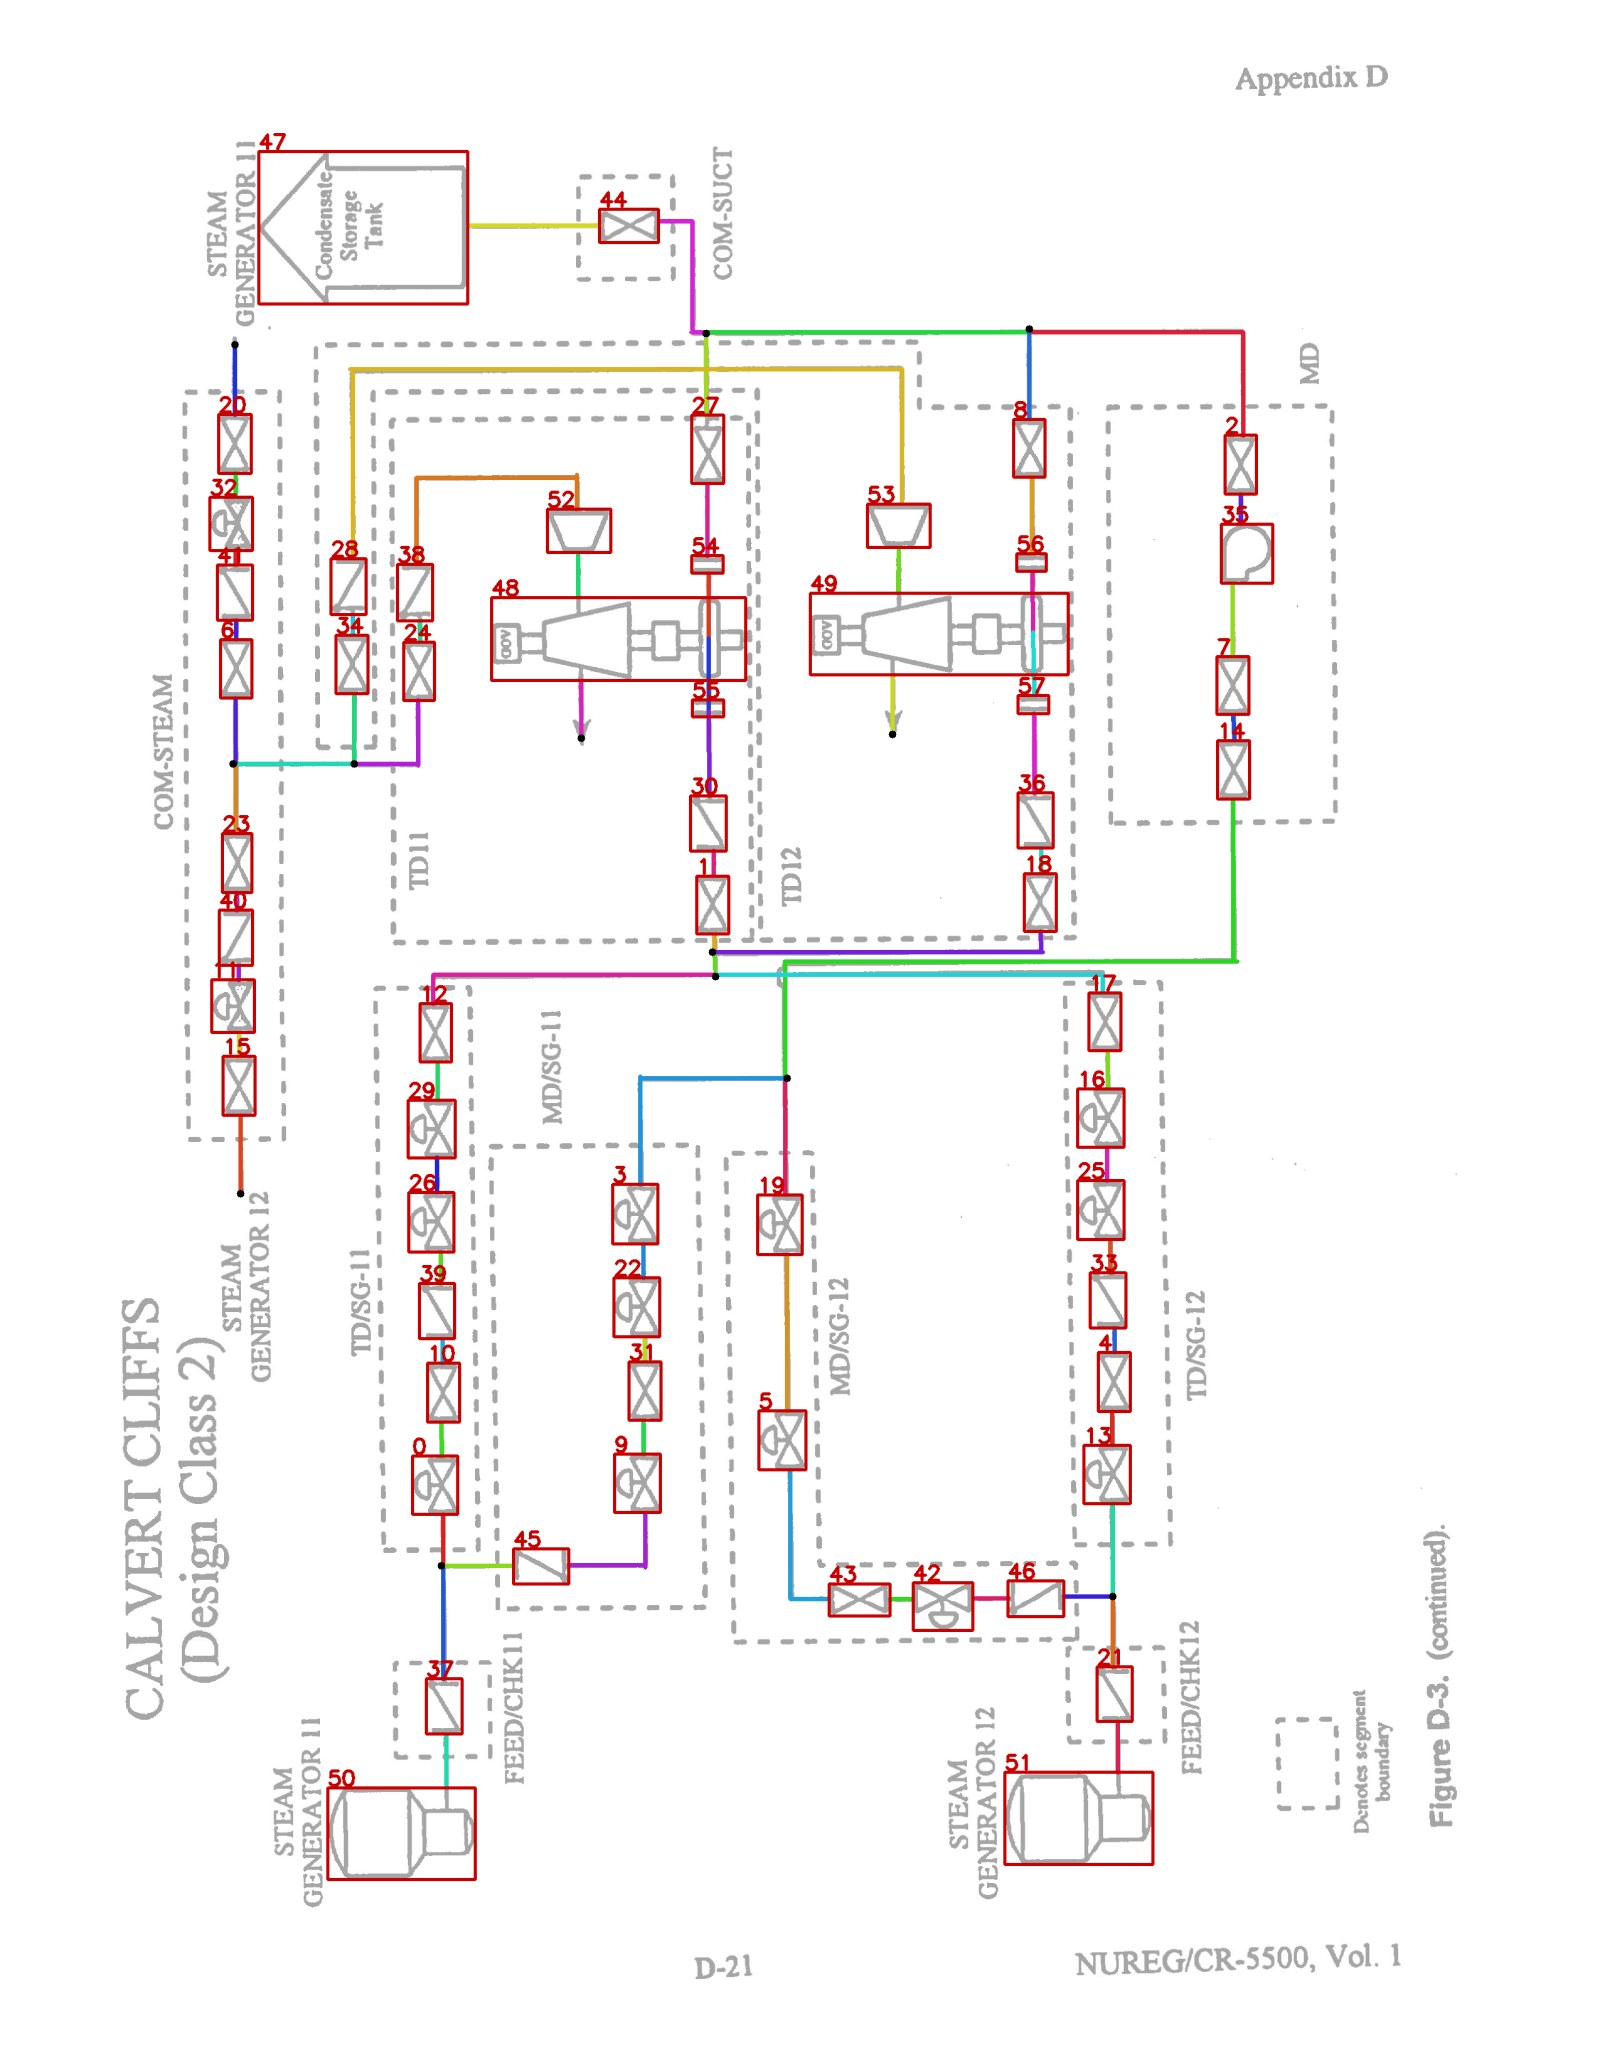 Appendix D
47
STEAM
GENERATOR 11
Condensate
Storage
Tank
44
COM-SUCT
MD
20
27
8
2
32
52
53
35
41
28
38
54
56
48
GOV
49
GOV
6
34
24
7
55
57
14
COM-STEAM
30
36
23
TD11
1
TD12
18
40
11
12
17
15
MD/SG-11
29
16
3
19
26
25
STEAM
GENERATOR 12
TD/SG-11
39
22
MD/SG-12
33
TD/SG-12
10
31
4
5
0
9
13
CALVERT CLIFFS
(Design Class 2)
45
43
42
46
37
FEED/CHK11
21
FEED/CHK12
STEAM
GENERATOR 11
50
STEAM
GENERATOR 12
51
Denotes segment
boundary
Figure D-3. (continued).
D-21
NUREG/CR-5500, Vol. 1